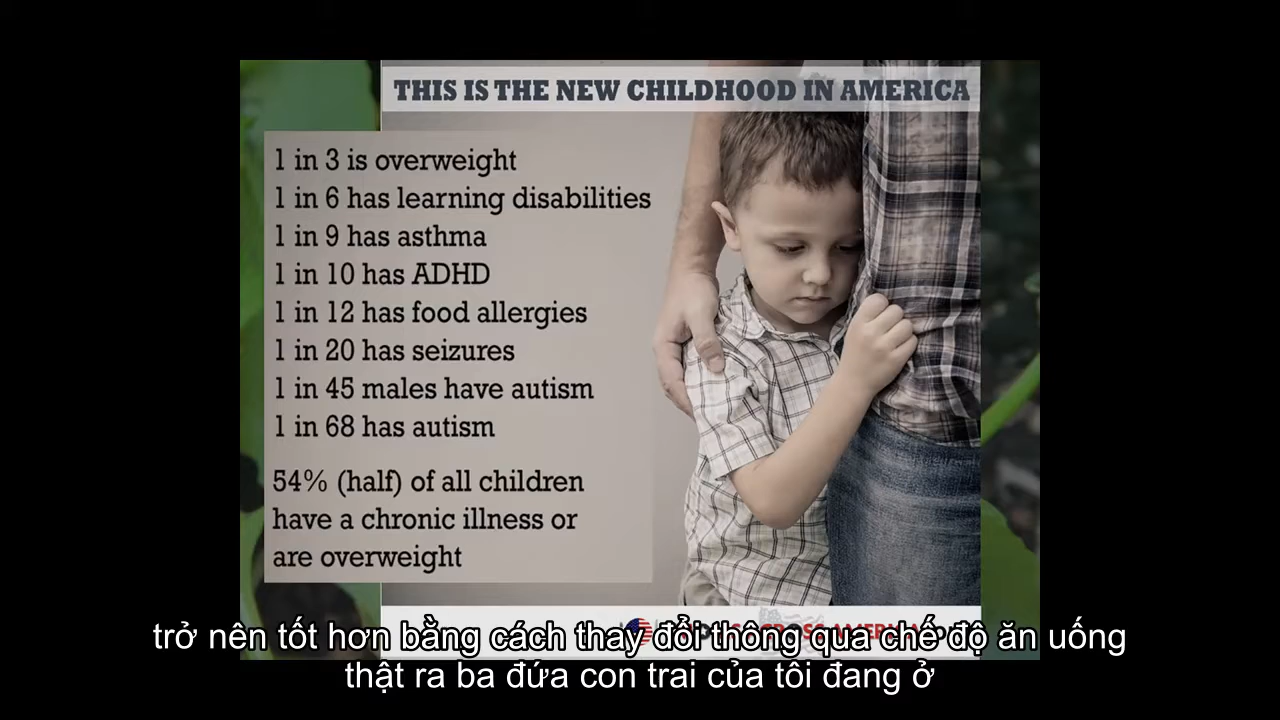 THIS IS THE NEW CHILDHOOD IN AMERICA
1 in 3 is overweight
1 in 6 has learning disabilities
1 in 9 has asthma
1 in 10 has ADHD
1 in 12 has food allergies
1 in 20 has seizures
1 in 45 males have autism
1 in 68 has autism
54% (half) of all children
have a chronic illness or
are overweight
trở nên tốt hơn bằng cách thay đổi thông qua chế độ ăn uống
thật ra ba đứa con trai của tôi đang ở